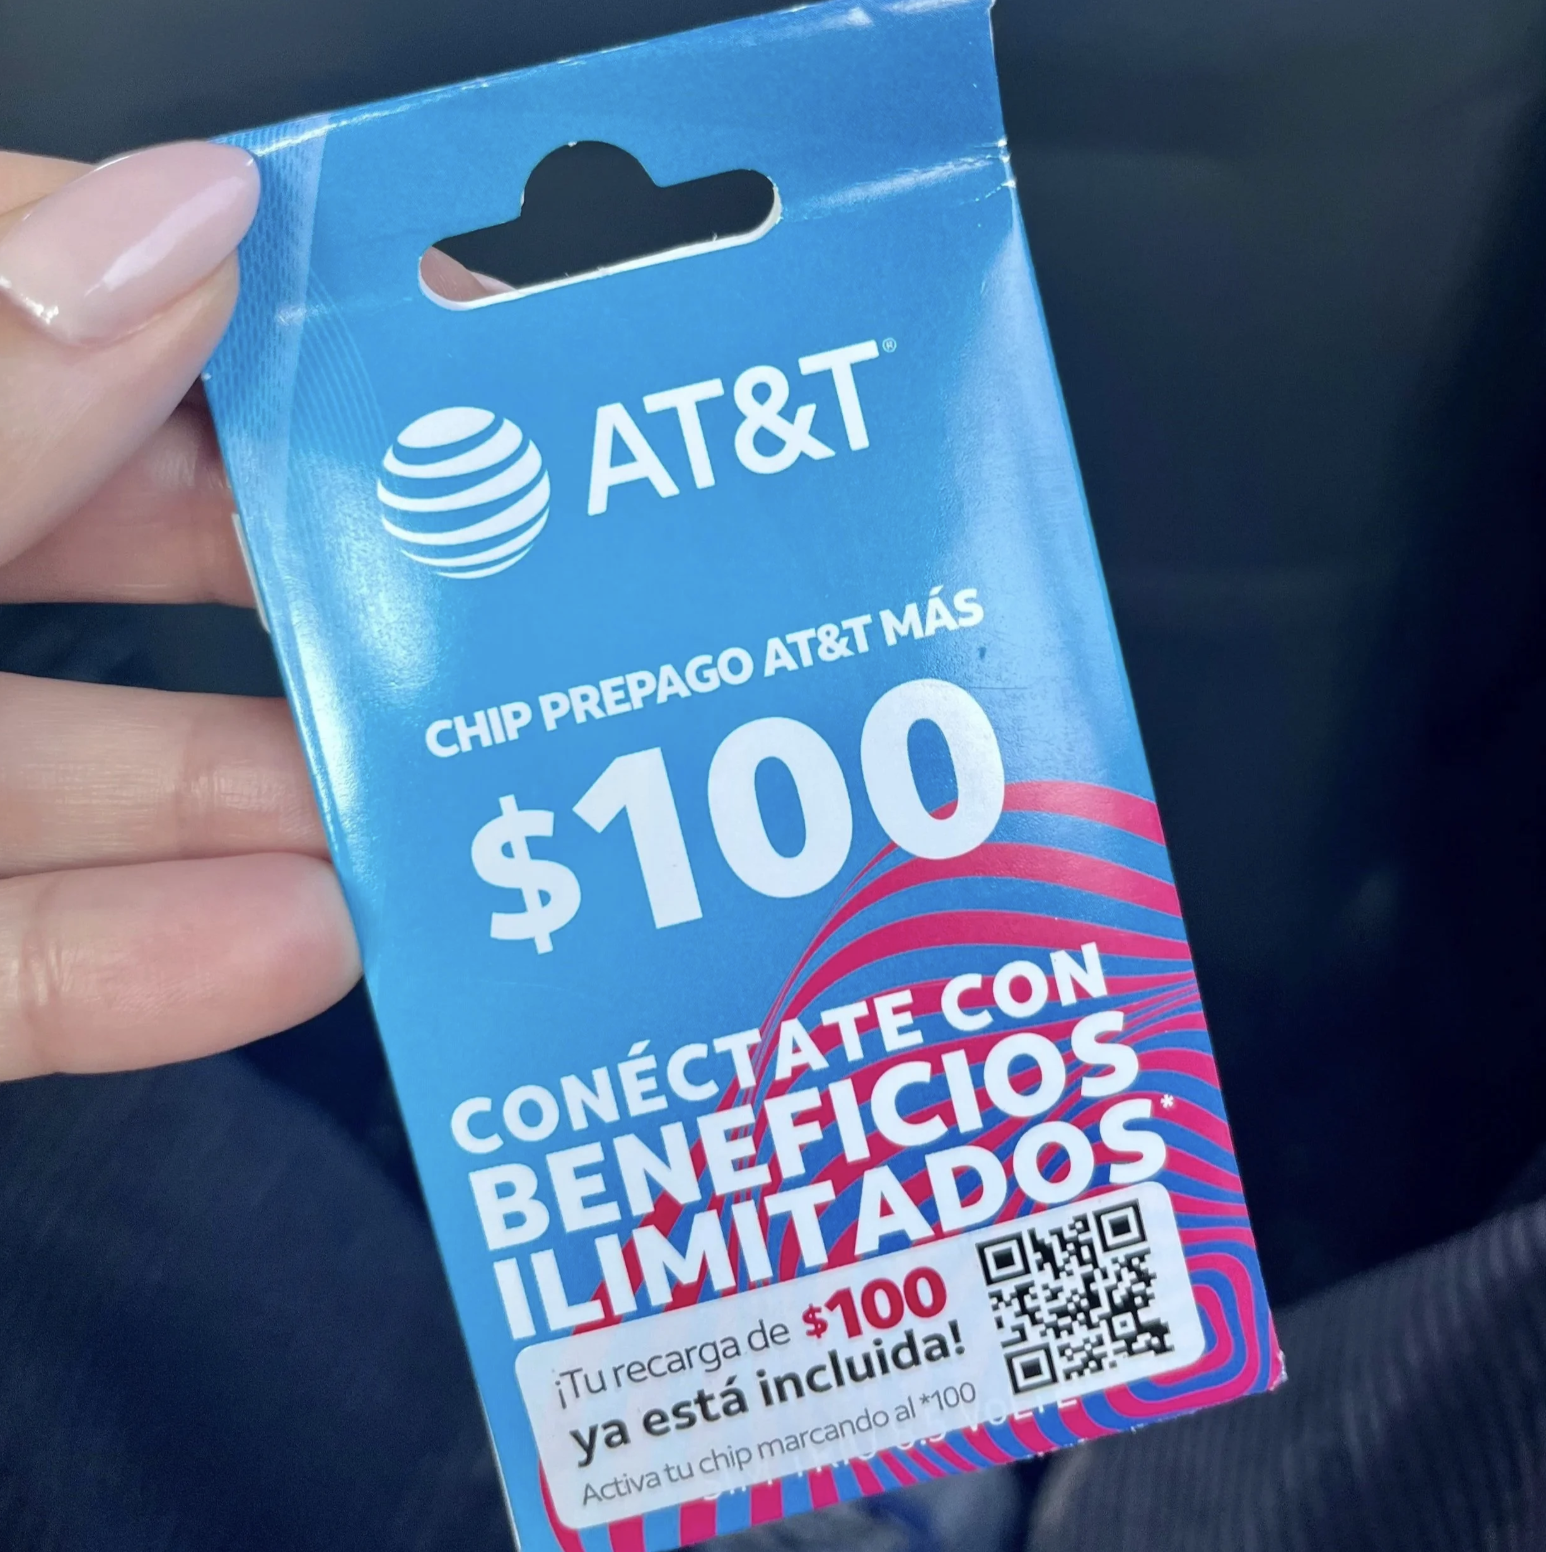 AT&T®
CHIP PREPAGO AT&T MÁS
$100
CONÉCTATE CON
BENEFICIOS
ILIMITADOS*
¡Tu recarga de $100
ya está incluida!
Activa tu chip marcando al *100